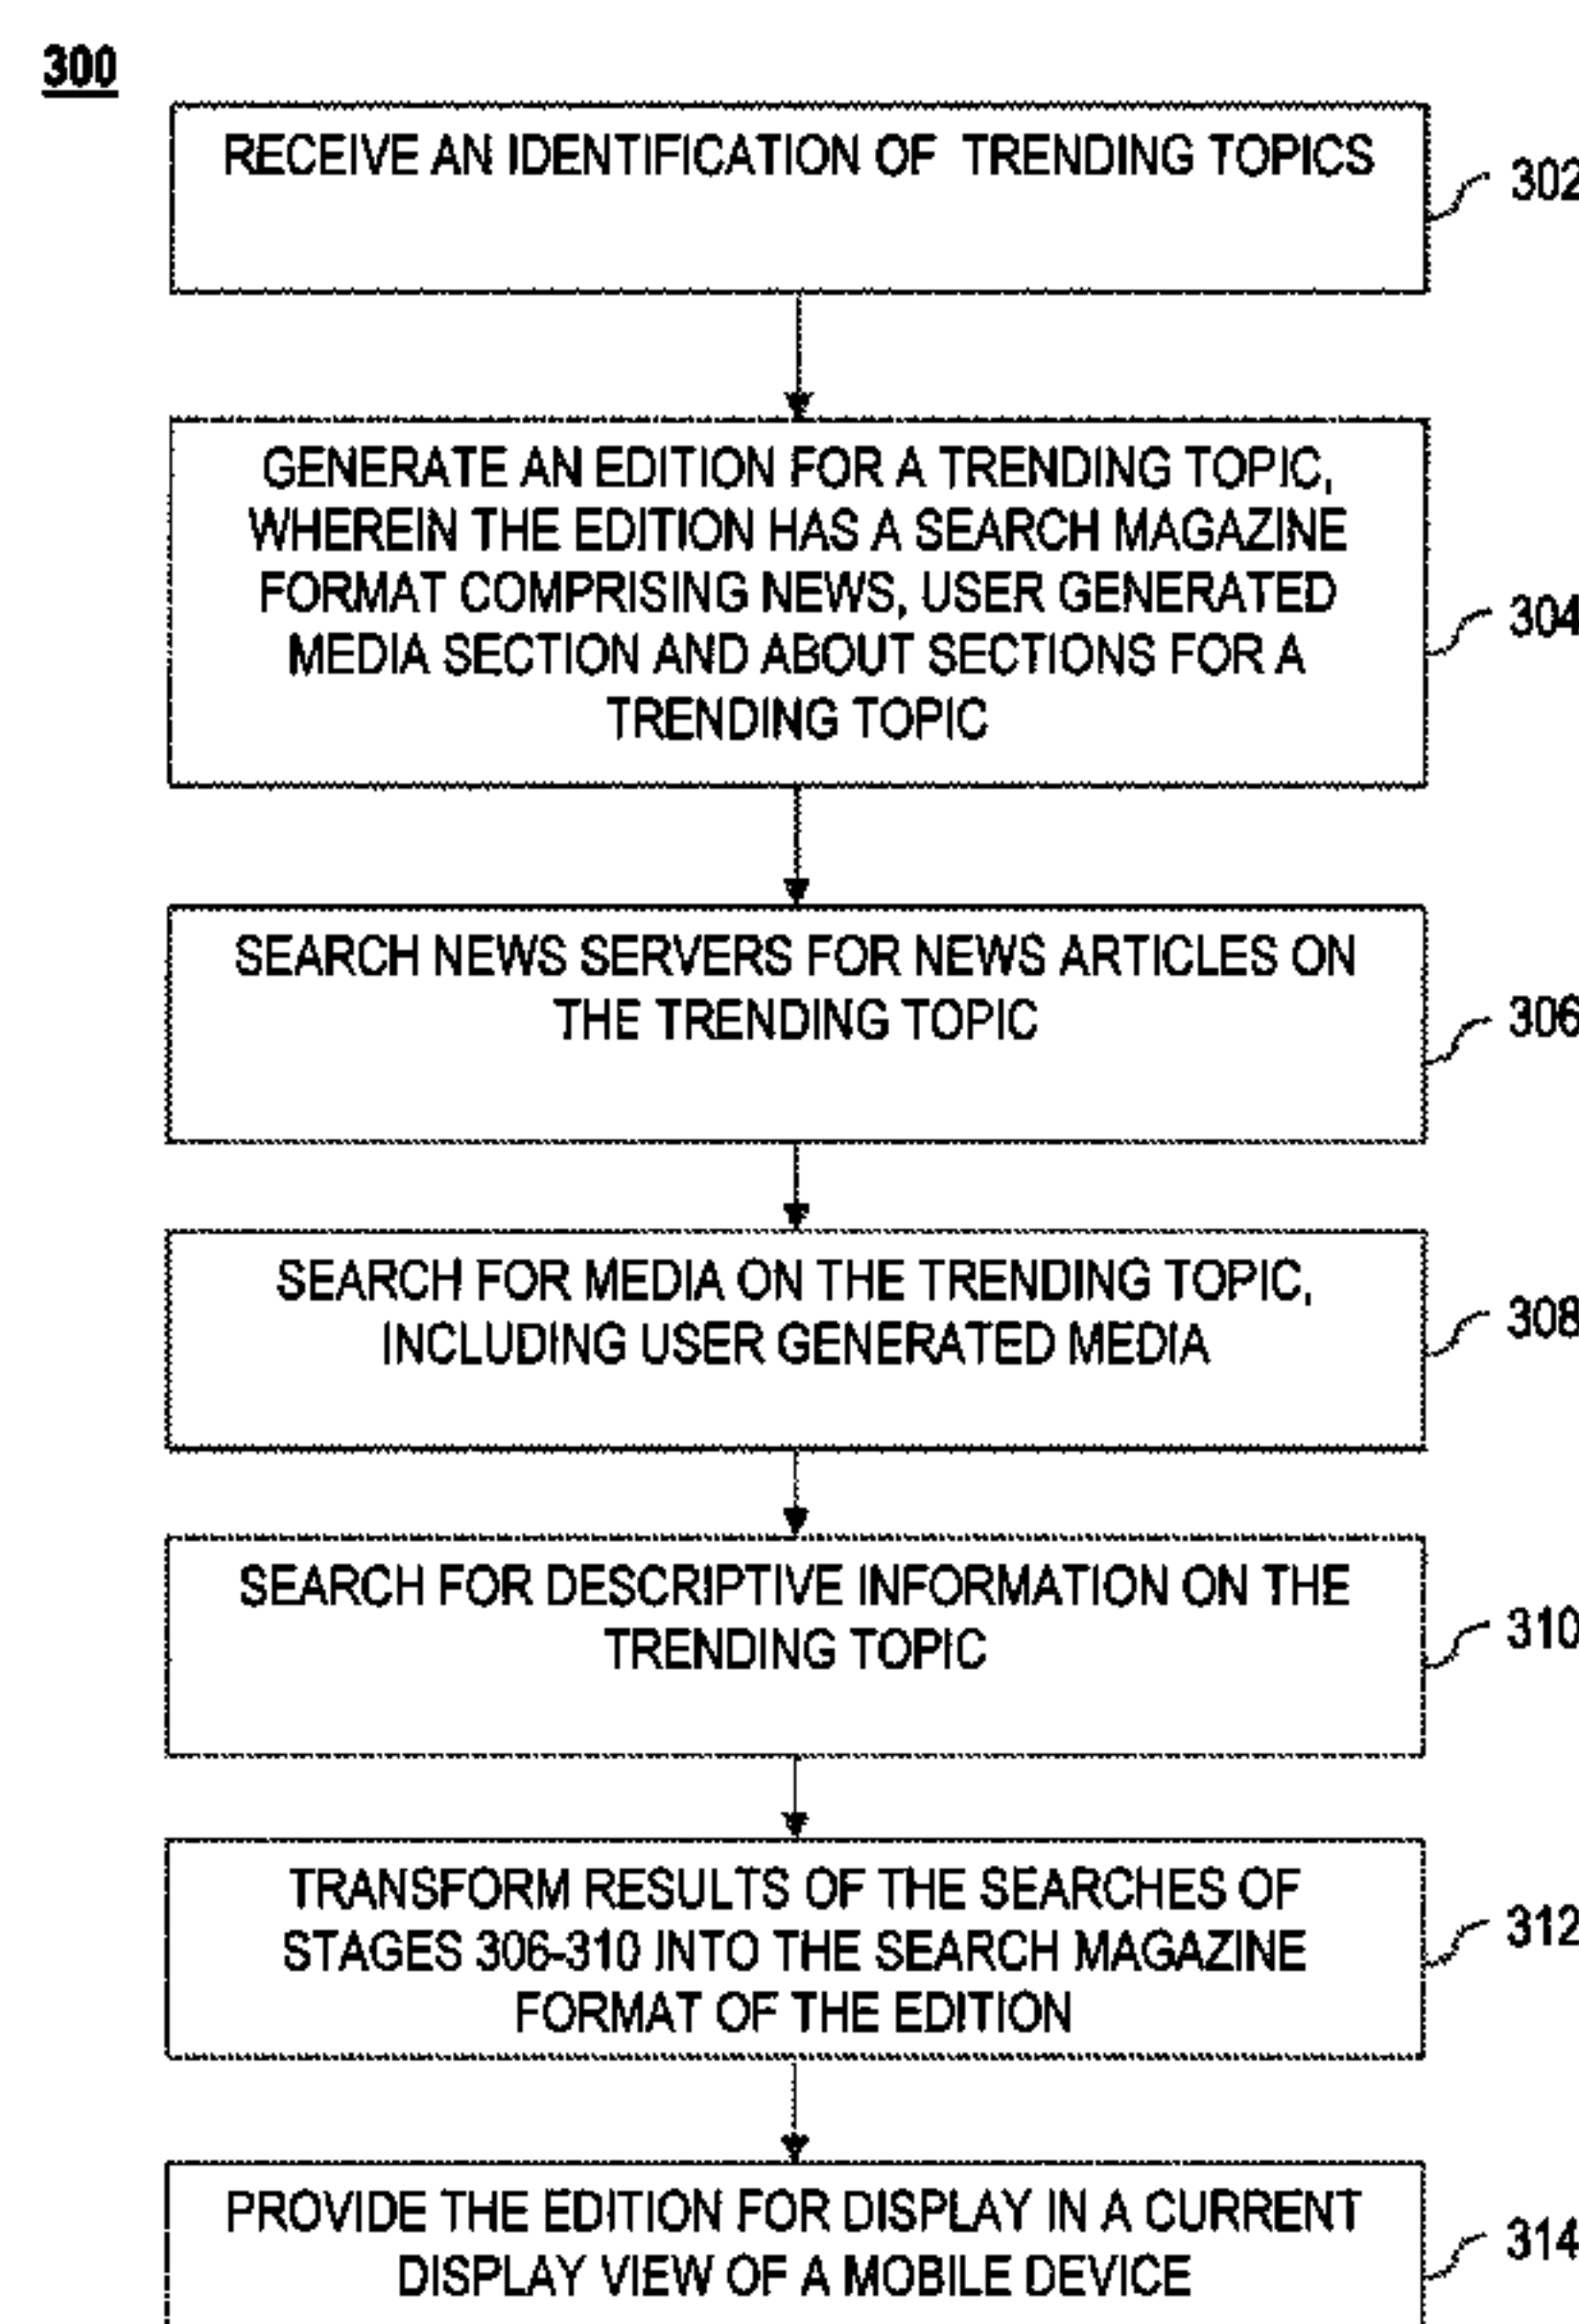 300
RECEIVE AN IDENTIFICATION OF TRENDING TOPICS
302
GENERATE AN EDITION FOR A TRENDING TOPIC,
WHEREIN THE EDITION HAS A SEARCH MAGAZINE
FORMAT COMPRISING NEWS, USER GENERATED
MEDIA SECTION AND ABOUT SECTIONS FOR A
TRENDING TOPIC
304
SEARCH NEWS SERVERS FOR NEWS ARTICLES ON
THE TRENDING TOPIC
306
SEARCH FOR MEDIA ON THE TRENDING TOPIC,
INCLUDING USER GENERATED MEDIA
308
SEARCH FOR DESCRIPTIVE INFORMATION ON THE
TRENDING TOPIC
310
TRANSFORM RESULTS OF THE SEARCHES OF
STAGES 306-310 INTO THE SEARCH MAGAZINE
FORMAT OF THE EDITION
312
PROVIDE THE EDITION FOR DISPLAY IN A CURRENT
DISPLAY VIEW OF A MOBILE DEVICE
314